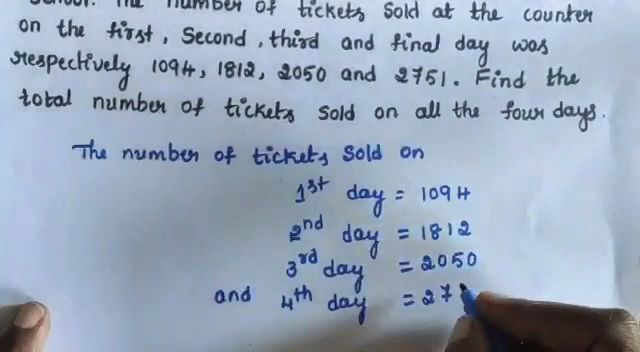 School. The number of tickets sold at the counter
on the first, Second, third and final day was
respectively 1094, 1812, 2050 and 2751. Find the
total number of tickets sold on all the four days.
The number of tickets Sold on
1st day = 1094
2nd day = 1812
3rd day = 2050
and 4th day = 27